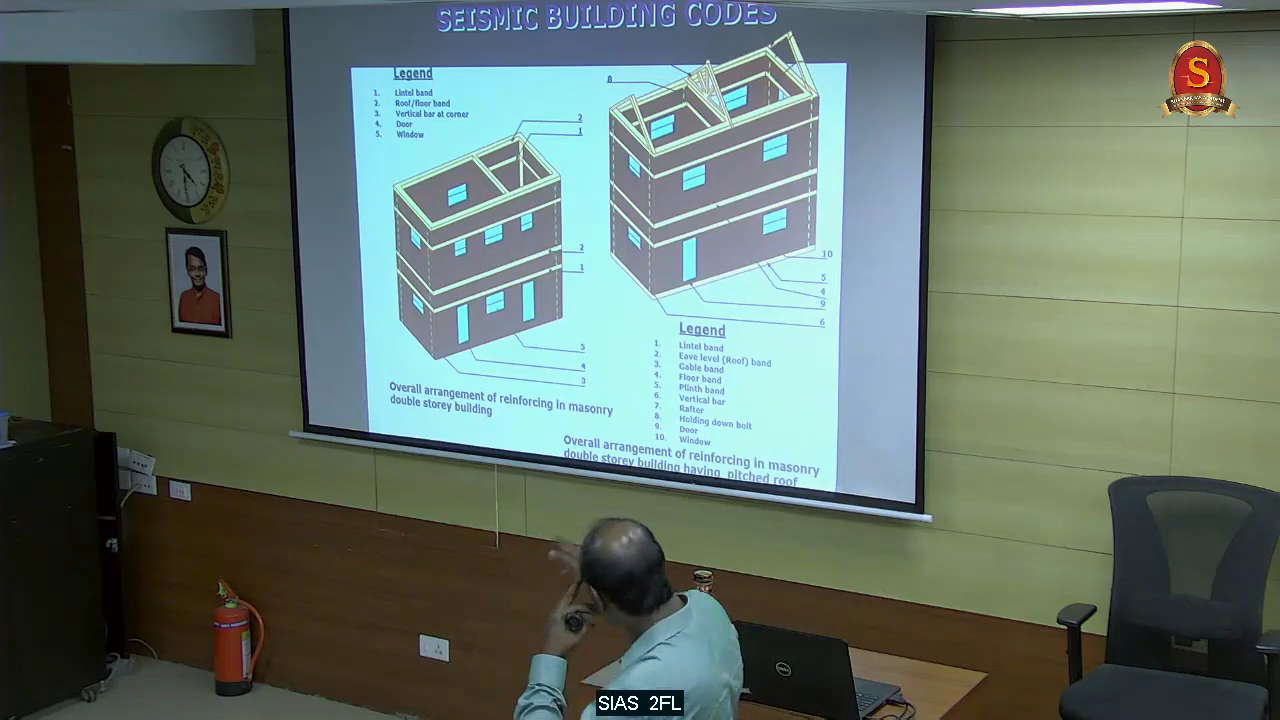 SEISMIC BUILDING CODES
Legend
1. Lintel band
2. Roof/floor band
3. Vertical bar at corner
4. Door
5. Window
2
1
2
1
5
4
3
Overall arrangement of reinforcing in masonry
double storey building
8
10
5
4
9
6
Legend
1. Lintel band
2. Eave level (Roof) band
3. Gable band
4. Floor band
5. Plinth band
6. Vertical bar
7. Rafter
8. Holding down bolt
9. Door
10. Window
Overall arrangement of reinforcing in masonry
double storey building having pitched roof
S
DELL
SIAS 2FL